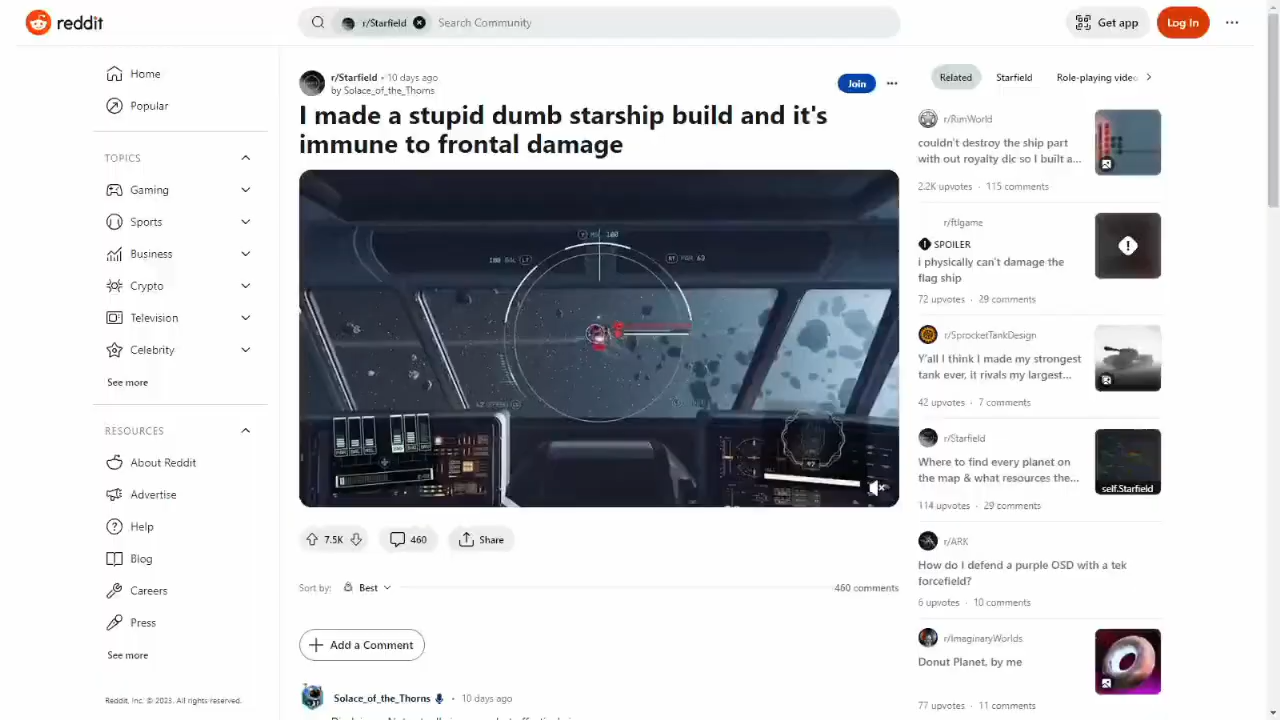 reddit
r/Starfield
Search Community
Get app
Log In
Home
Popular
TOPICS
Gaming
Sports
Business
Crypto
Television
Celebrity
See more
RESOURCES
About Reddit
Advertise
Help
Blog
Careers
Press
See more
Reddit, Inc. © 2023. All rights reserved.
r/Starfield • 10 days ago
by Solace_of_the_Thorns
Join
I made a stupid dumb starship build and it's
immune to frontal damage
7.5K
460
Share
Sort by:
Best
460 comments
Add a Comment
Solace_of_the_Thorns • 10 days ago
Related
Starfield
r/RimWorld
couldn't destroy the ship part
with out royalty dlc so I built a...
2.2K upvotes · 115 comments
r/ftlgame
SPOILER
i physically can't damage the
flag ship
72 upvotes · 29 comments
r/SprocketTankDesign
Y'all I think I made my strongest
tank ever, it rivals my largest...
42 upvotes · 7 comments
r/Starfield
Where to find every planet on
the map & what resources the...
self.Starfield
114 upvotes · 29 comments
r/ARK
How do I defend a purple OSD with a tek
forcefield?
6 upvotes · 10 comments
r/ImaginaryWorlds
Donut Planet, by me
77 upvotes · 11 comments